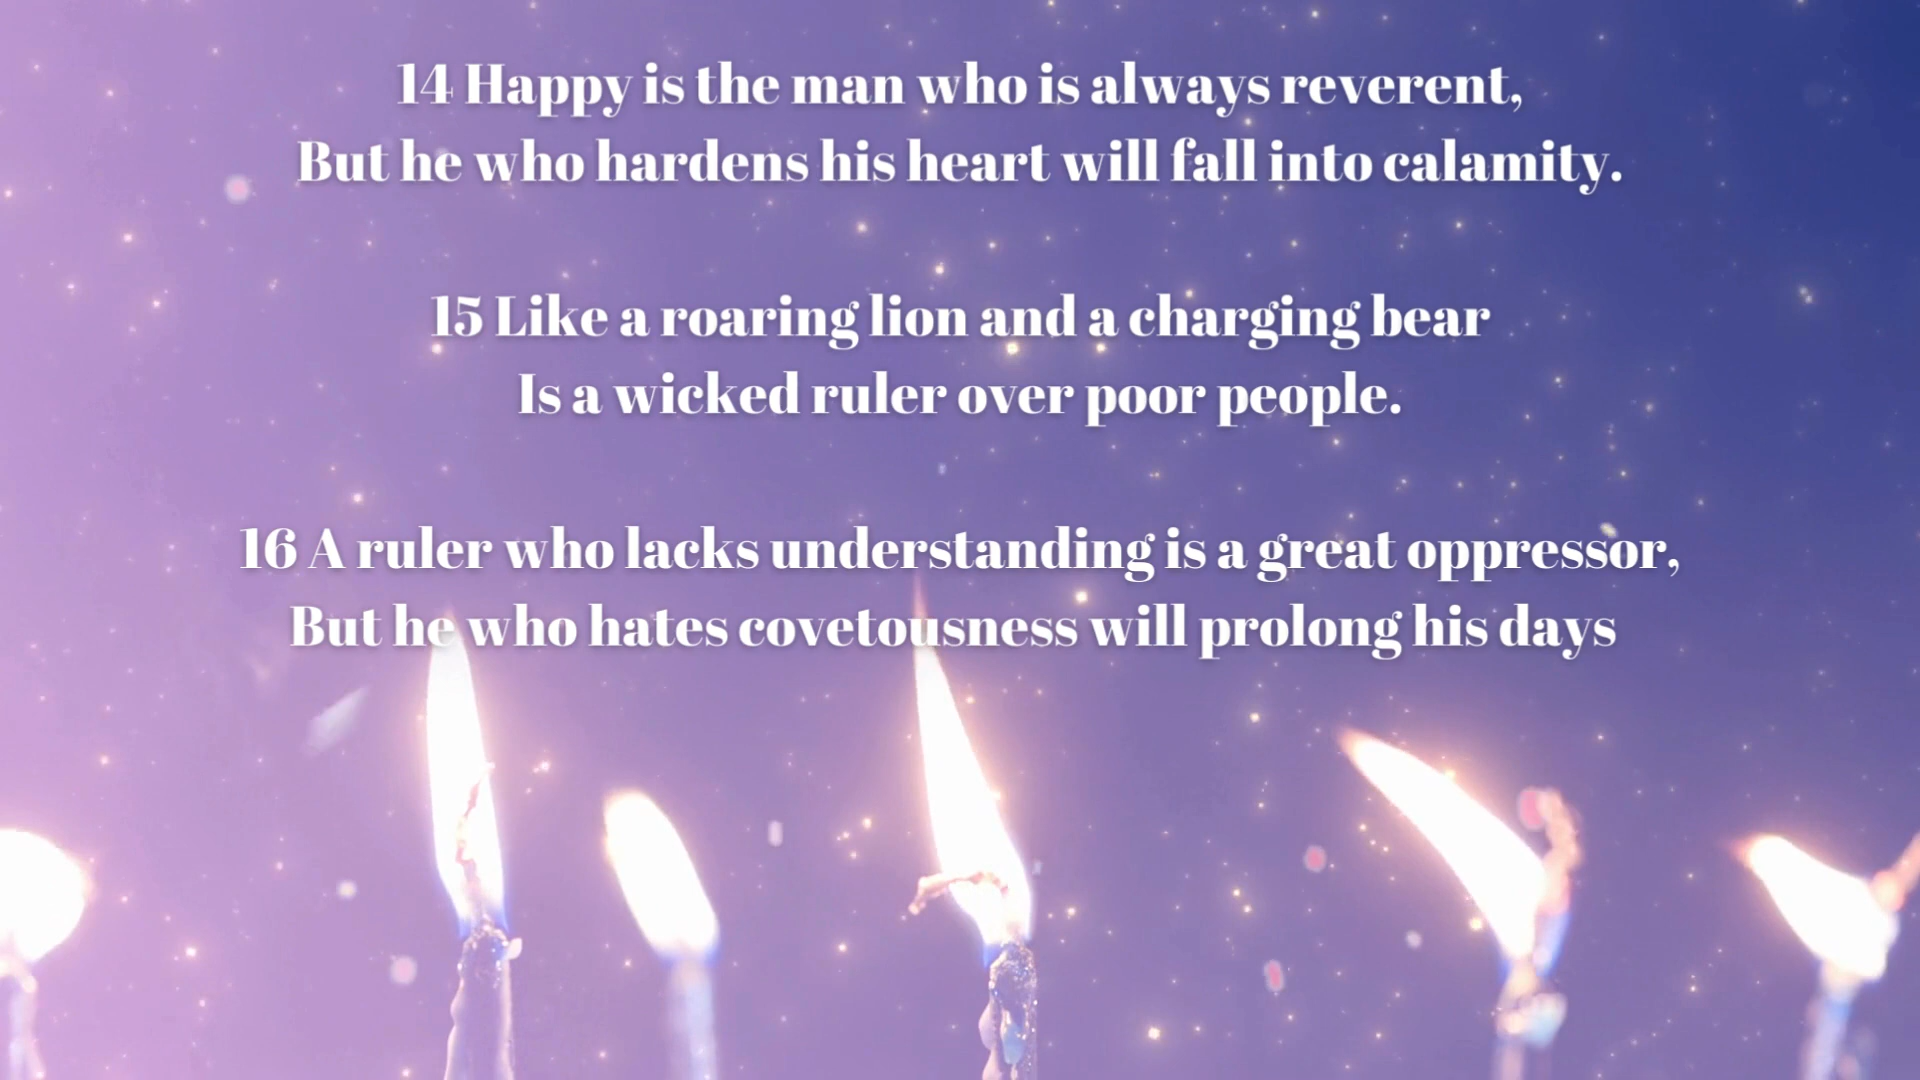 14 Happy is the man who is always reverent,
But he who hardens his heart will fall into calamity.
15 Like a roaring lion and a charging bear
Is a wicked ruler over poor people.
16 A ruler who lacks understanding is a great oppressor,
But he who hates covetousness will prolong his days